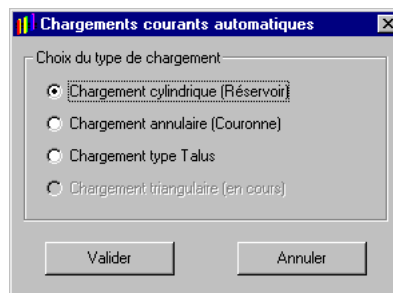 Chargements courants automatiques
Choix du type de chargement
Chargement cylindrique (Réservoir)
Chargement annulaire (Couronne)
Chargement type Talus
Chargement triangulaire (en cours)
Valider
Annuler